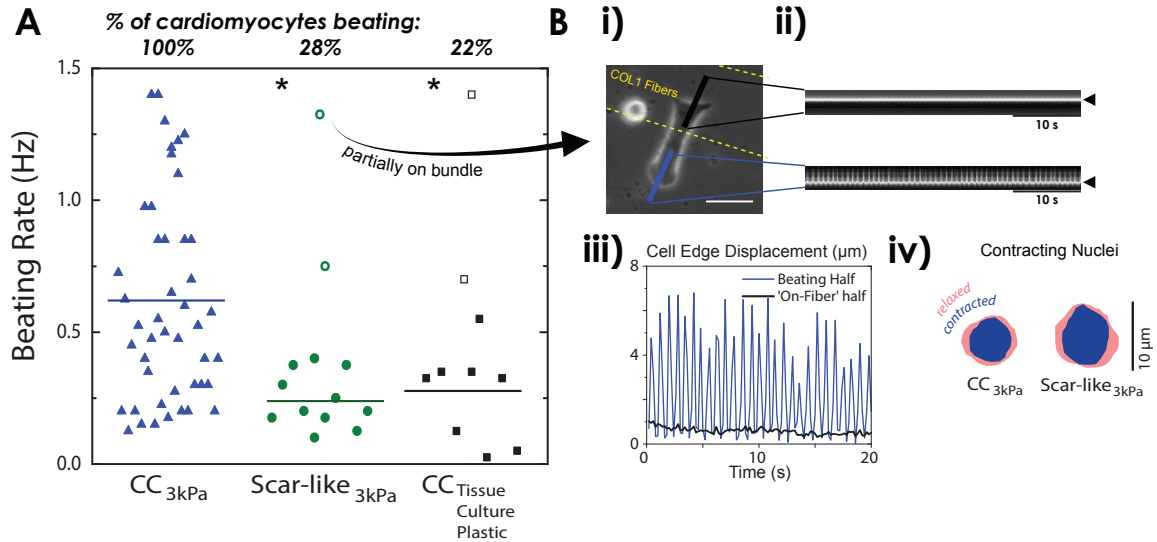 A
% of cardiomyocytes beating:
100%
28%
22%
1.5
1.0
0.5
0.0
Beating Rate (Hz)
*
*
partially on bundle
CC 3kPa
Scar-like 3kPa
CC Tissue
Culture
Plastic
B
i)
COL1 Fibers
ii)
10 s
10 s
iii)
Cell Edge Displacement (μm)
8
4
0
Beating Half
'On-Fiber' half
0
10
20
Time (s)
iv)
Contracting Nuclei
relaxed
contracted
10 μm
CC 3kPa
Scar-like 3kPa